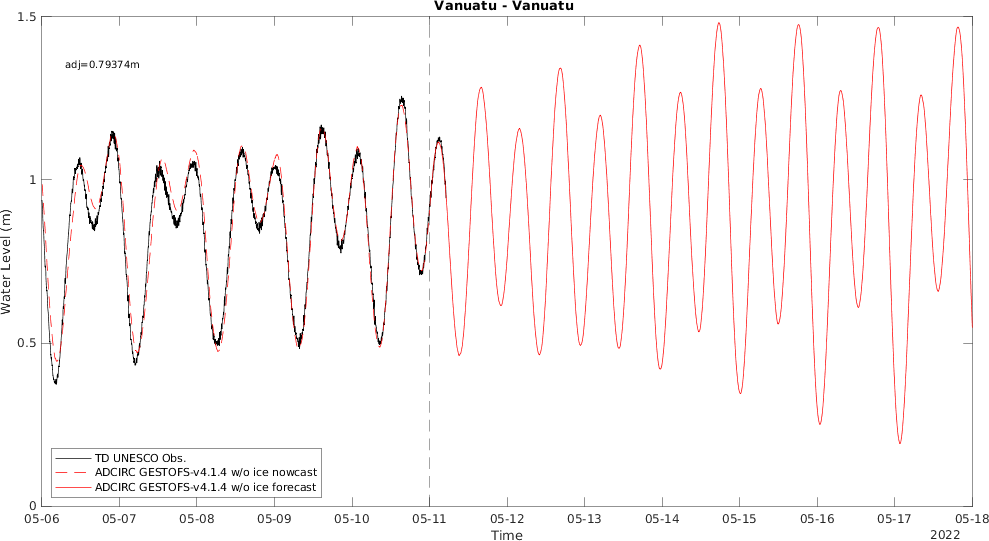 Vanuatu - Vanuatu
1.5
adj=0.79374m
1
Water Level (m)
0.5
TD UNESCO Obs.
ADCIRC GESTOFS-v4.1.4 w/o ice nowcast
ADCIRC GESTOFS-v4.1.4 w/o ice forecast
0
05-06 05-07 05-08 05-09 05-10 05-11 05-12 05-13 05-14 05-15 05-16 05-17 05-18
Time
2022